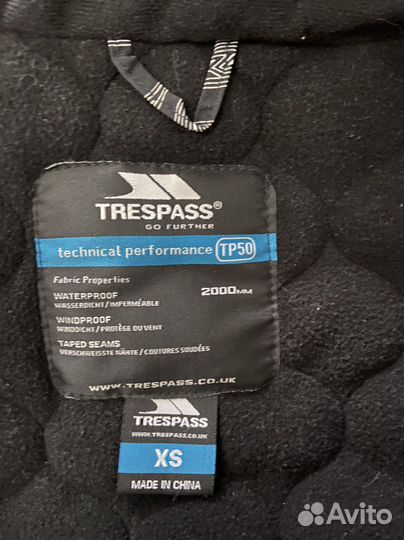 TRESPASS®
GO FURTHER
technical performance TP50
Fabric Properties
WATERPROOF 2000MM
WASSERDICHT/IMPERMÉABLE
WINDPROOF
WINDDICHT/PROTÈGE DU VENT
TAPED SEAMS
VERSCHWEISSTE NÄHTE/COUTURES SOUDÉES
WWW.TRESPASS.CO.UK
TRESPASS
WWW.TRESPASS.CO.UK
XS
MADE IN CHINA
Avito